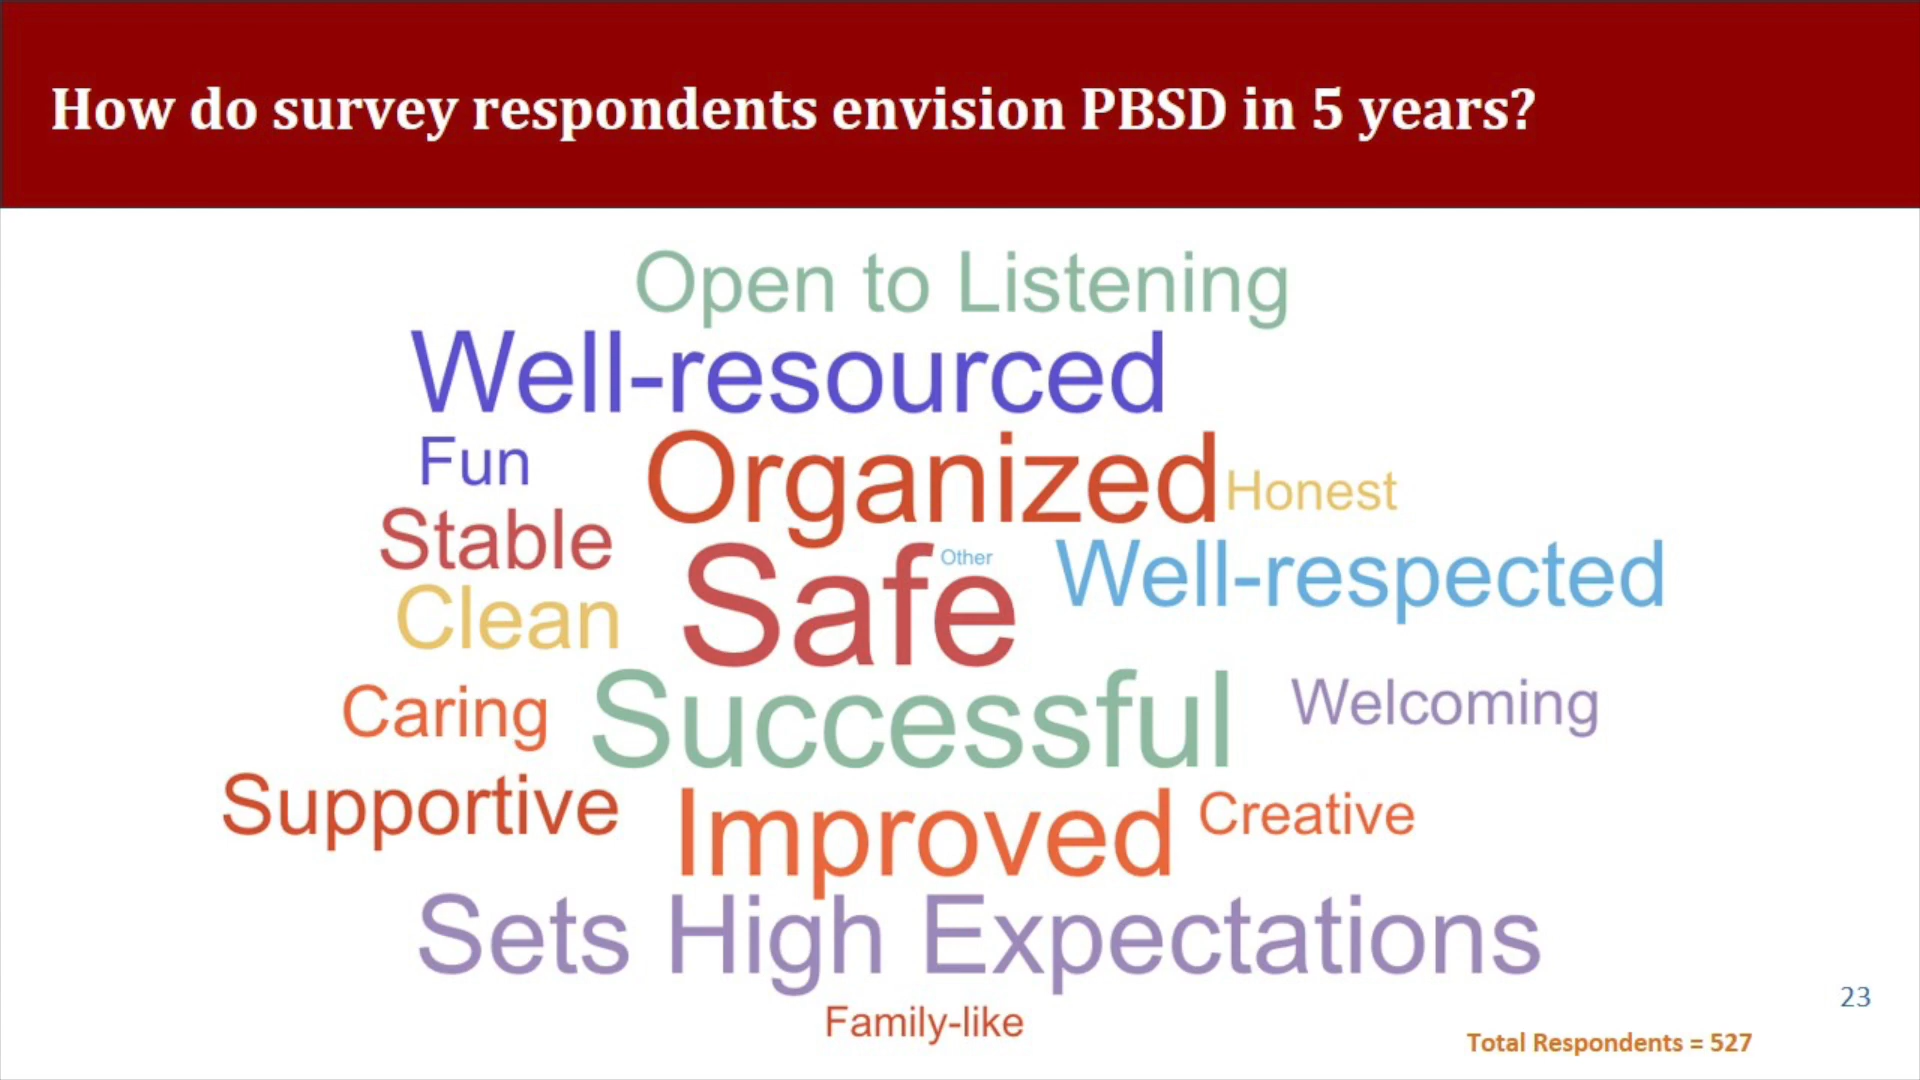 How do survey respondents envision PBSD in 5 years?
Open to Listening
Well-resourced
Fun
Organized
Honest
Stable
Other
Well-respected
Safe
Clean
Caring
Successful
Welcoming
Supportive
Improved
Creative
Sets High Expectations
Family-like
23
Total Respondents = 527